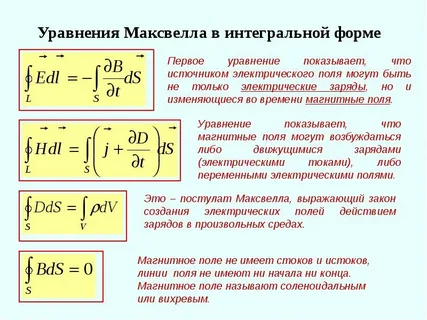 Уравнения Максвелла в интегральной форме
∮_L E⃗dl⃗ = −∫_S ∂B⃗/∂t dS⃗
Первое уравнение показывает, что
источником электрического поля могут быть
не только электрические заряды, но и
изменяющиеся во времени магнитные поля.
∮_L H⃗dl⃗ = ∫_S (j⃗ + ∂D⃗/∂t) dS⃗
Уравнение показывает, что
магнитные поля могут возбуждаться
либо движущимися зарядами
(электрическими токами), либо
переменными электрическими полями.
∮_S DdS = ∫_V ρdV
Это – постулат Максвелла, выражающий закон
создания электрических полей действием
зарядов в произвольных средах.
∮_S BdS = 0
Магнитное поле не имеет стоков и истоков,
линии поля не имеют ни начала ни конца.
Магнитное поле называют соленоидальным
или вихревым.